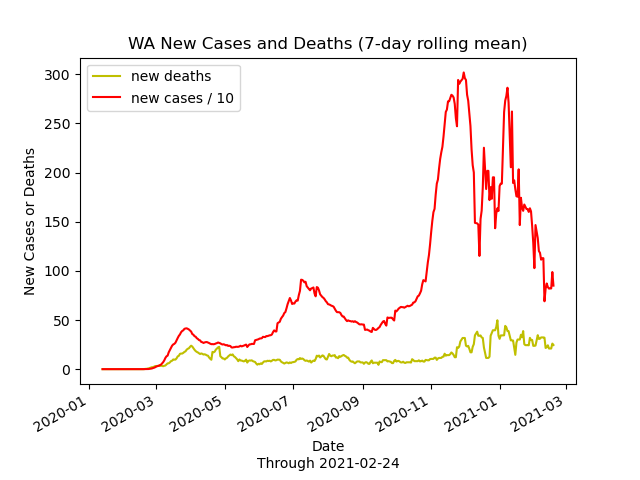 WA New Cases and Deaths (7-day rolling mean)
new deaths
new cases / 10
300
250
200
150
100
50
0
New Cases or Deaths
2020-01
2020-03
2020-05
2020-07
2020-09
2020-11
2021-01
2021-03
Date
Through 2021-02-24